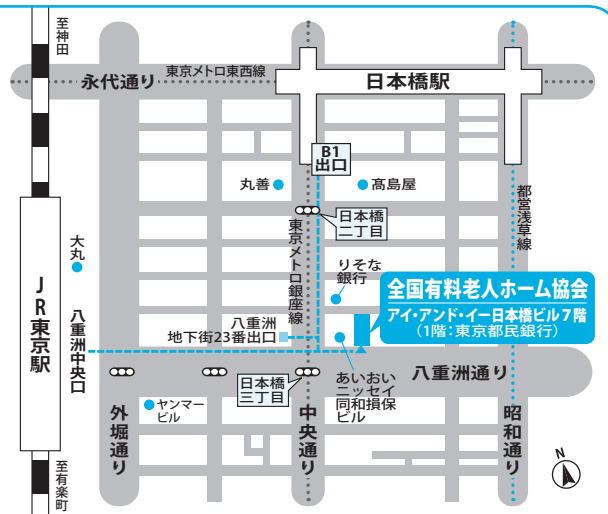 至神田
永代通り
東京メトロ東西線
日本橋駅
B1
出口
丸善
髙島屋
日本橋
二丁目
都営浅草線
大丸
東京メトロ銀座線
りそな
銀行
全国有料老人ホーム協会
アイ・アンド・イー日本橋ビル7階
(1階:東京都民銀行)
JR東京駅
八重洲中央口
八重洲
地下街23番出口
八重洲通り
日本橋
三丁目
あいおい
ニッセイ
同和損保
ビル
ヤンマー
ビル
外堀通り
中央通り
昭和通り
N
至有楽町